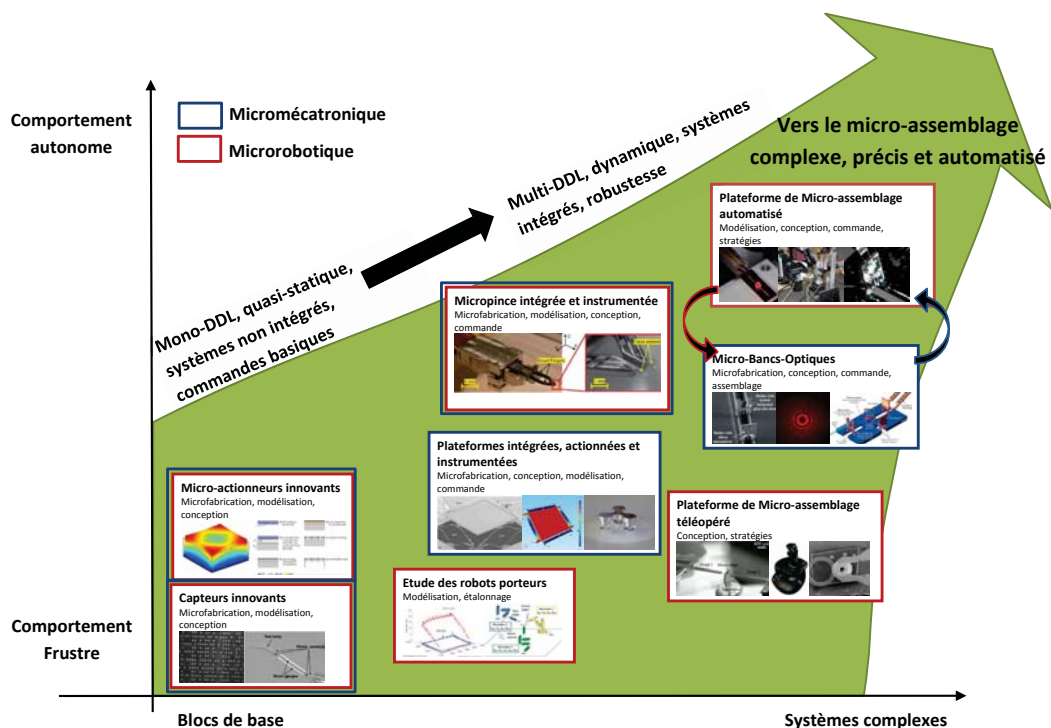 Comportement
autonome
Micromécatronique
Microrobotique
Mono-DDL, quasi-statique,
systèmes non intégrés,
commandes basiques
Multi-DDL, dynamique, systèmes
intégrés, robustesse
Vers le micro-assemblage
complexe, précis et automatisé
Plateforme de Micro-assemblage
automatisé
Modélisation, conception, commande,
stratégies
Micropince intégrée et instrumentée
Microfabrication, modélisation, conception,
commande
Micro-Bancs-Optiques
Microfabrication, conception, commande,
assemblage
Plateformes intégrées, actionnées et
instrumentées
Microfabrication, conception, modélisation,
commande
Micro-actionneurs innovants
Microfabrication, modélisation,
conception
Plateforme de Micro-assemblage
téléopéré
Conception, stratégies
Capteurs innovants
Microfabrication, modélisation,
conception
Etude des robots porteurs
Modélisation, étalonnage
Comportement
Frustre
Blocs de base
Systèmes complexes